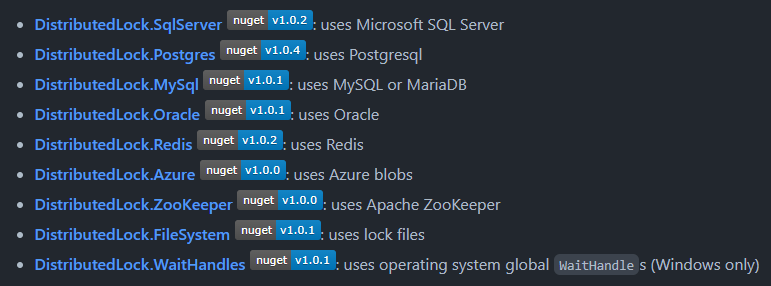 DistributedLock.SqlServer nuget v1.0.2: uses Microsoft SQL Server
DistributedLock.Postgres nuget v1.0.4: uses Postgresql
DistributedLock.MySql nuget v1.0.1: uses MySQL or MariaDB
DistributedLock.Oracle nuget v1.0.1: uses Oracle
DistributedLock.Redis nuget v1.0.2: uses Redis
DistributedLock.Azure nuget v1.0.0: uses Azure blobs
DistributedLock.ZooKeeper nuget v1.0.0: uses Apache ZooKeeper
DistributedLock.FileSystem nuget v1.0.1: uses lock files
DistributedLock.WaitHandles nuget v1.0.1: uses operating system global WaitHandles (Windows only)